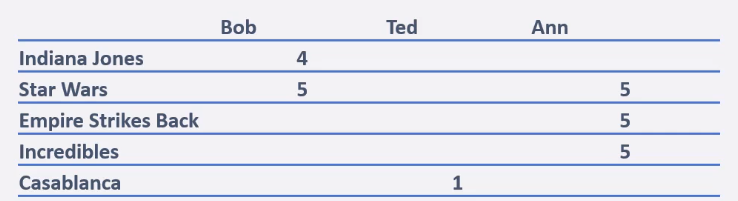 Bob Ted Ann
Indiana Jones 4
Star Wars 5 5
Empire Strikes Back 5
Incredibles 5
Casablanca 1